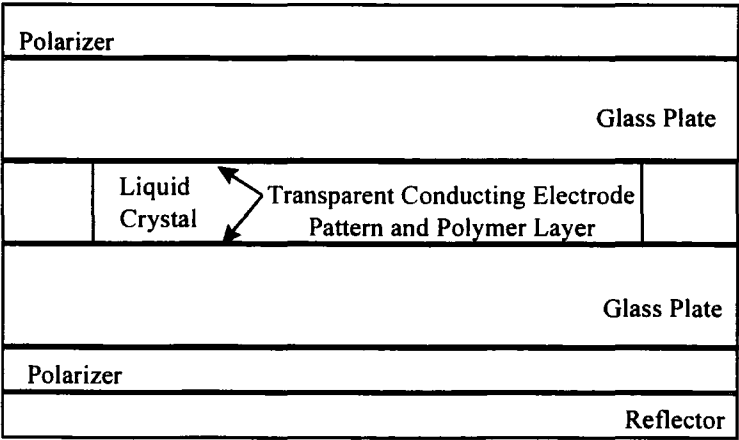 Polarizer
Glass Plate
Liquid
Crystal
Transparent Conducting Electrode
Pattern and Polymer Layer
Glass Plate
Polarizer
Reflector